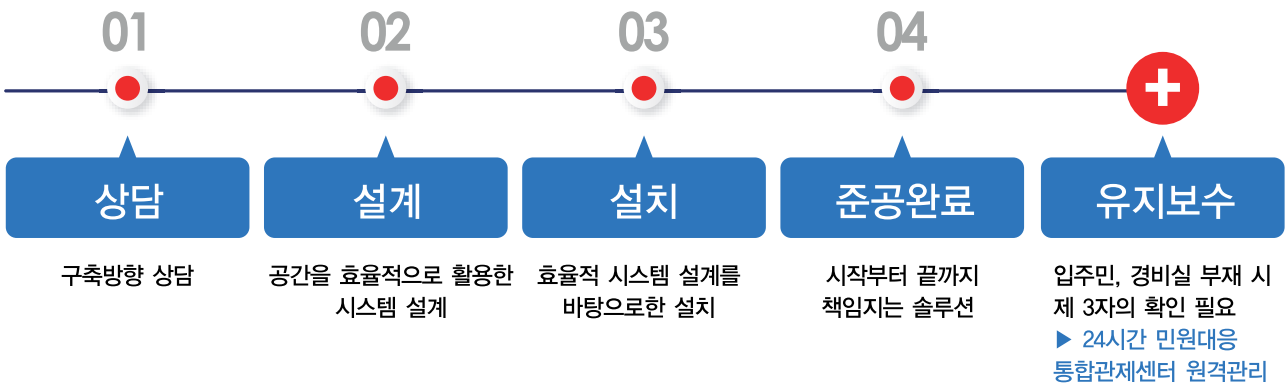 01
02
03
04
상담
설계
설치
준공완료
유지보수
구축방향 상담
공간을 효율적으로 활용한
시스템 설계
효율적 시스템 설계를
바탕으로한 설치
시작부터 끝까지
책임지는 솔루션
입주민, 경비실 부재 시
제 3자의 확인 필요
▶ 24시간 민원대응
통합관제센터 원격관리